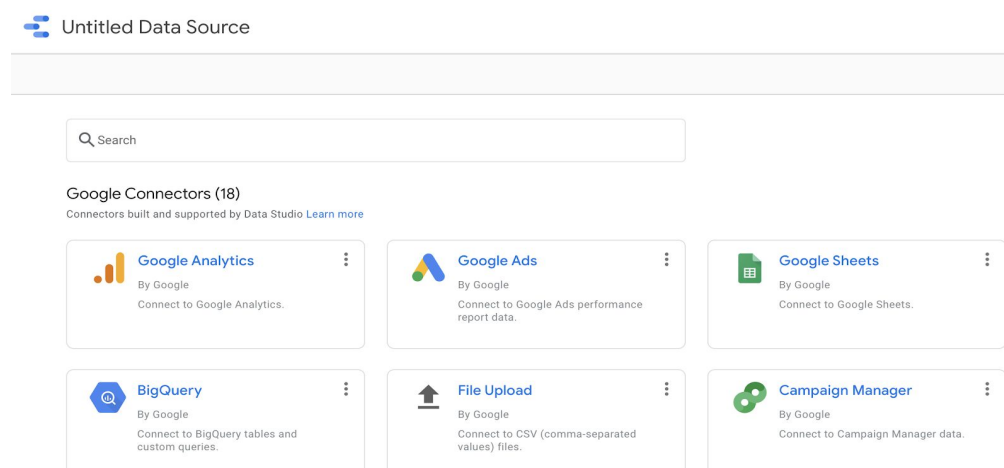 Untitled Data Source
Search
Google Connectors (18)
Connectors built and supported by Data Studio Learn more
Google Analytics
By Google
Connect to Google Analytics.
Google Ads
By Google
Connect to Google Ads performance
report data.
Google Sheets
By Google
Connect to Google Sheets.
BigQuery
By Google
Connect to BigQuery tables and
custom queries.
File Upload
By Google
Connect to CSV (comma-separated
values) files.
Campaign Manager
By Google
Connect to Campaign Manager data.